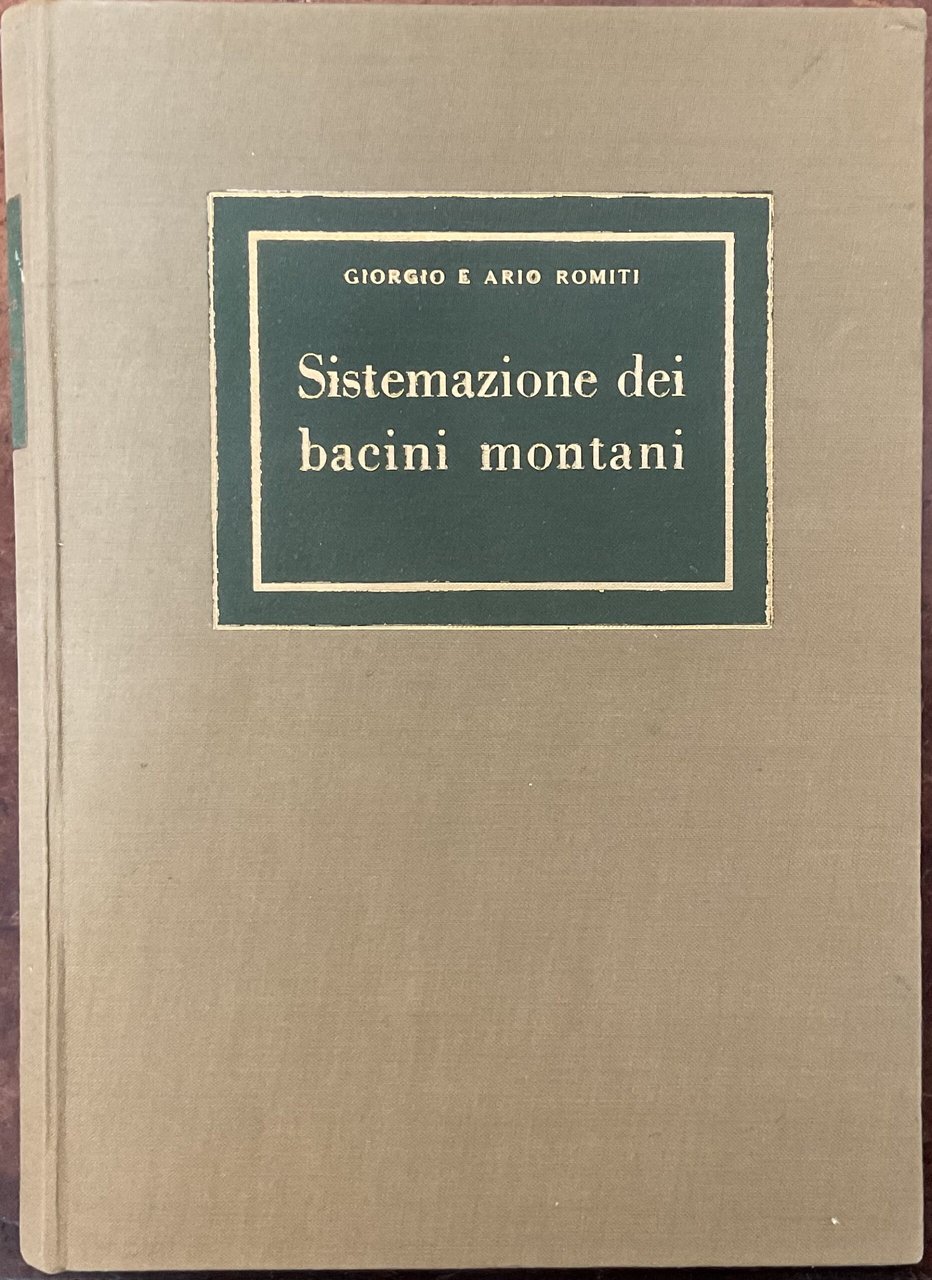 GIORGIO E ARIO ROMITI
Sistemazione dei
bacini montani